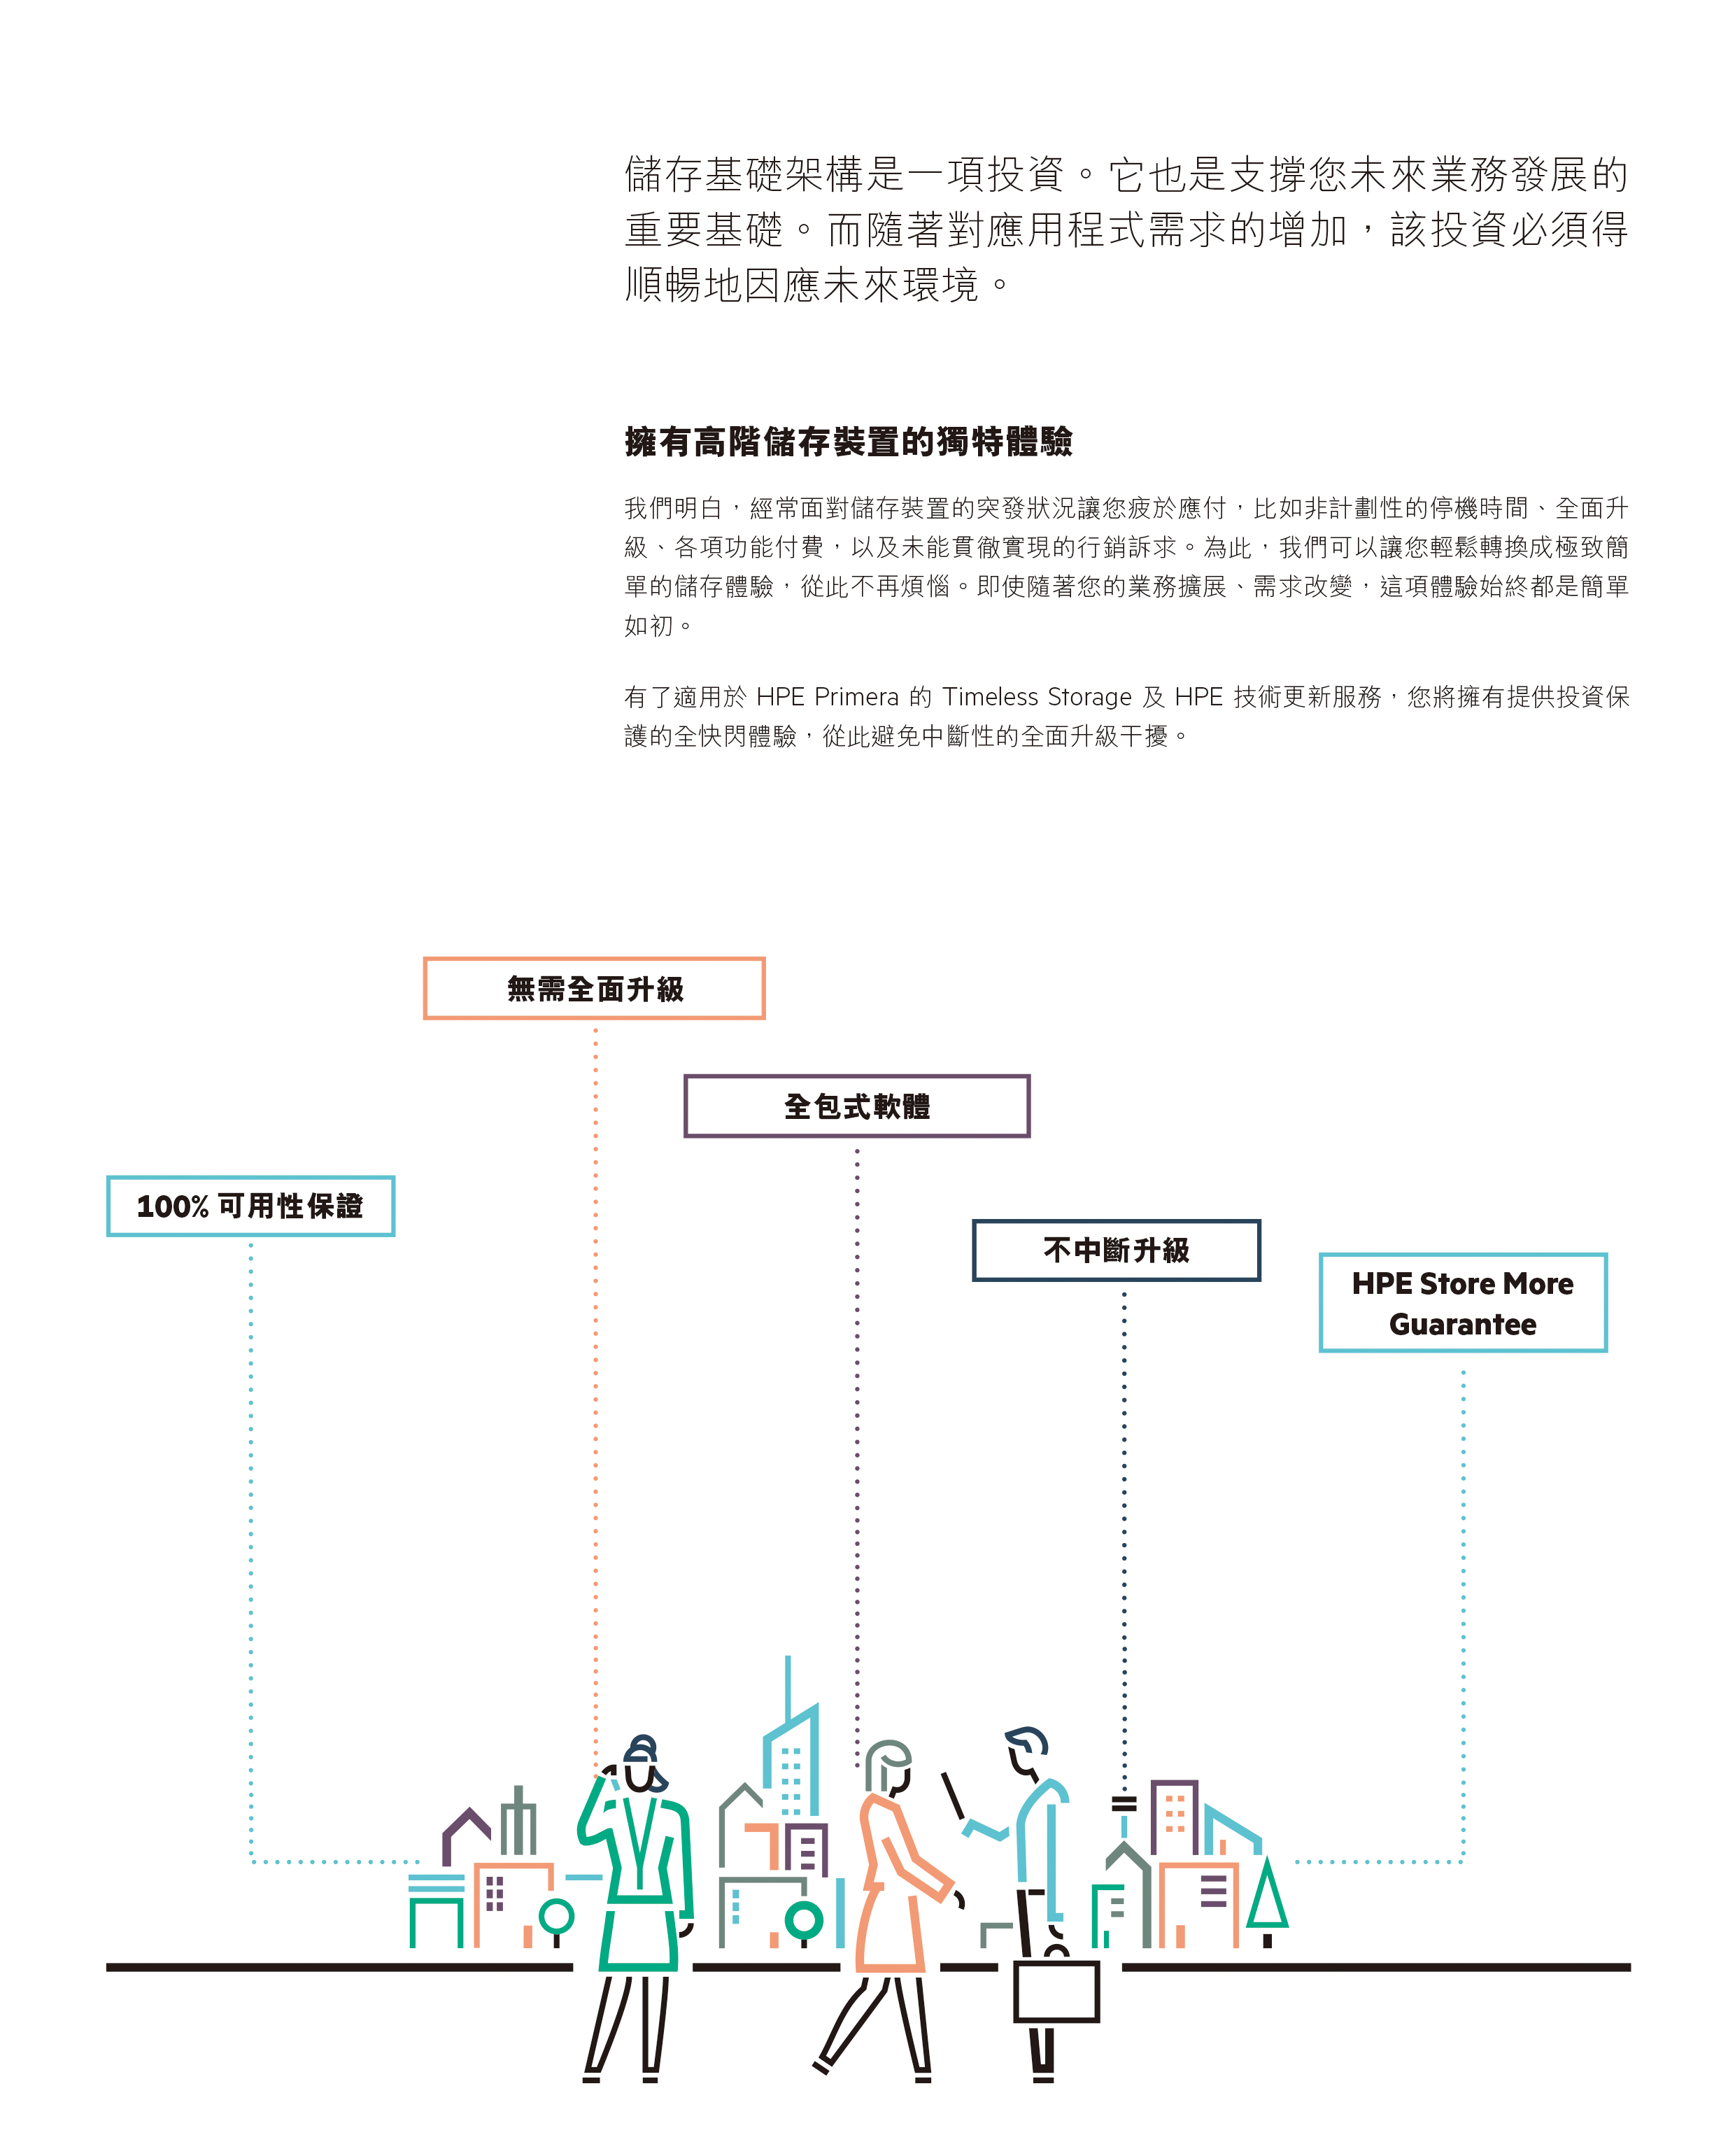 儲存基礎架構是一項投資。它也是支撐您未來業務發展的
重要基礎。而隨著對應用程式需求的增加，該投資必須得
順暢地因應未來環境。
擁有高階儲存裝置的獨特體驗
我們明白，經常面對儲存裝置的突發狀況讓您疲於應付，比如非計劃性的停機時間、全面升
級、各項功能付費，以及未能貫徹實現的行銷訴求。為此，我們可以讓您輕鬆轉換成極致簡
單的儲存體驗，從此不再煩惱。即使隨著您的業務擴展、需求改變，這項體驗始終都是簡單
如初。
有了適用於 HPE Primera 的 Timeless Storage 及 HPE 技術更新服務，您將擁有提供投資保
護的全快閃體驗，從此避免中斷性的全面升級干擾。
無需全面升級
全包式軟體
100% 可用性保證
不中斷升級
HPE Store More
Guarantee